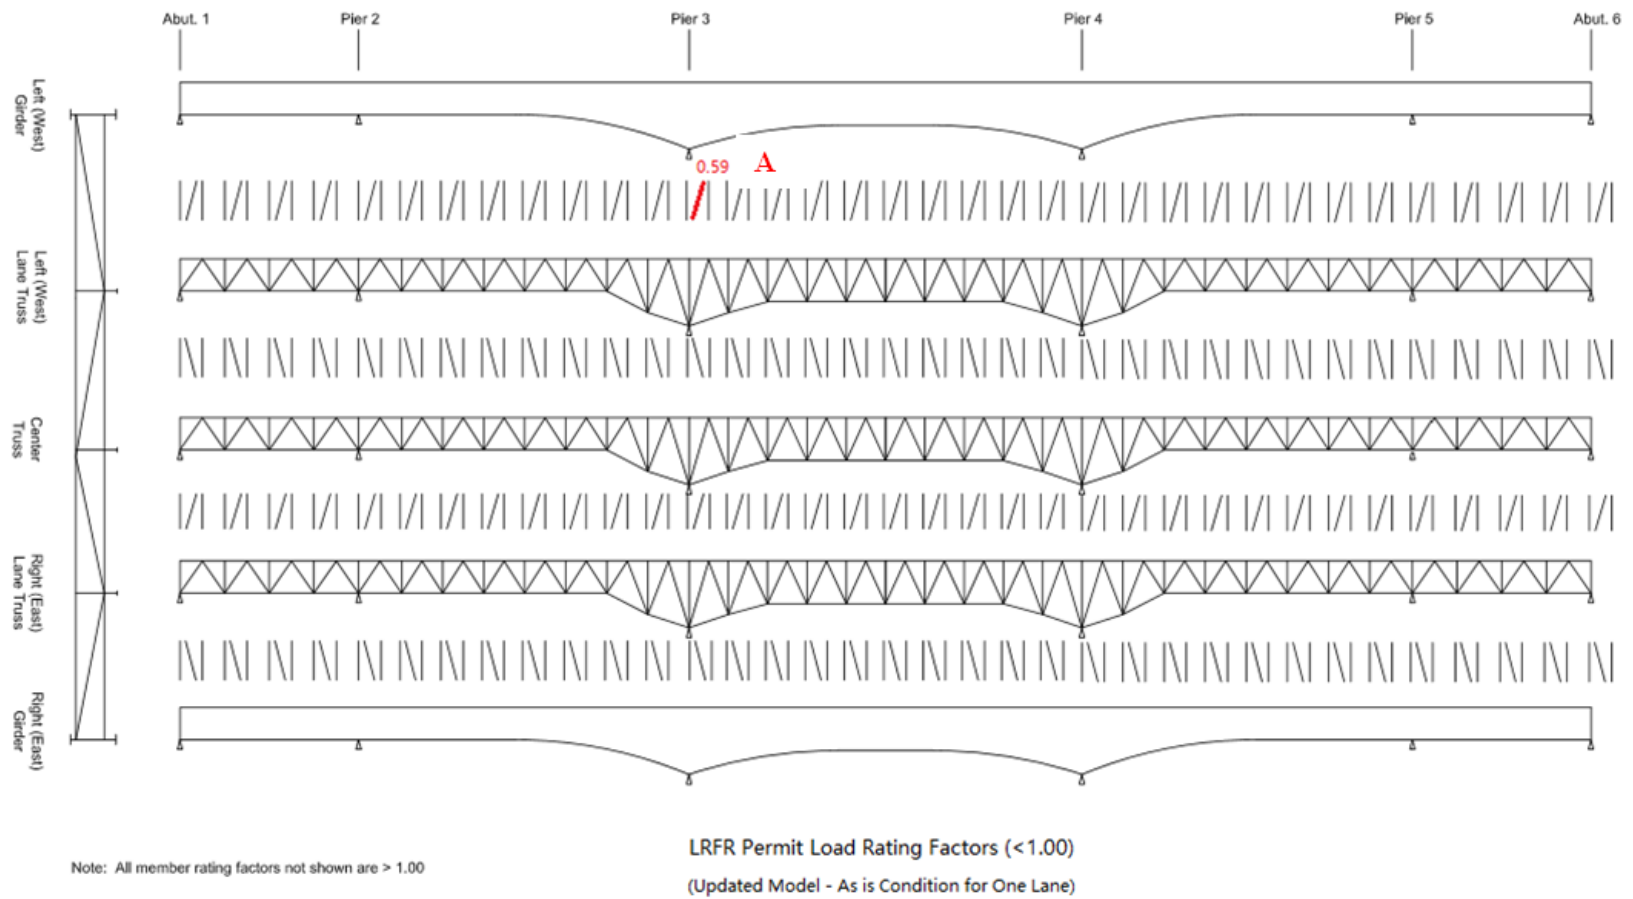 Abut. 1 Pier 2 Pier 3 Pier 4 Pier 5 Abut. 6
Left (West)
Girder
0.59 A
Left (West)
Lane Truss
Center
Truss
Right (East)
Lane Truss
Right (East)
Girder
LRFR Permit Load Rating Factors (<1.00)
Note: All member rating factors not shown are > 1.00
(Updated Model - As is Condition for One Lane)